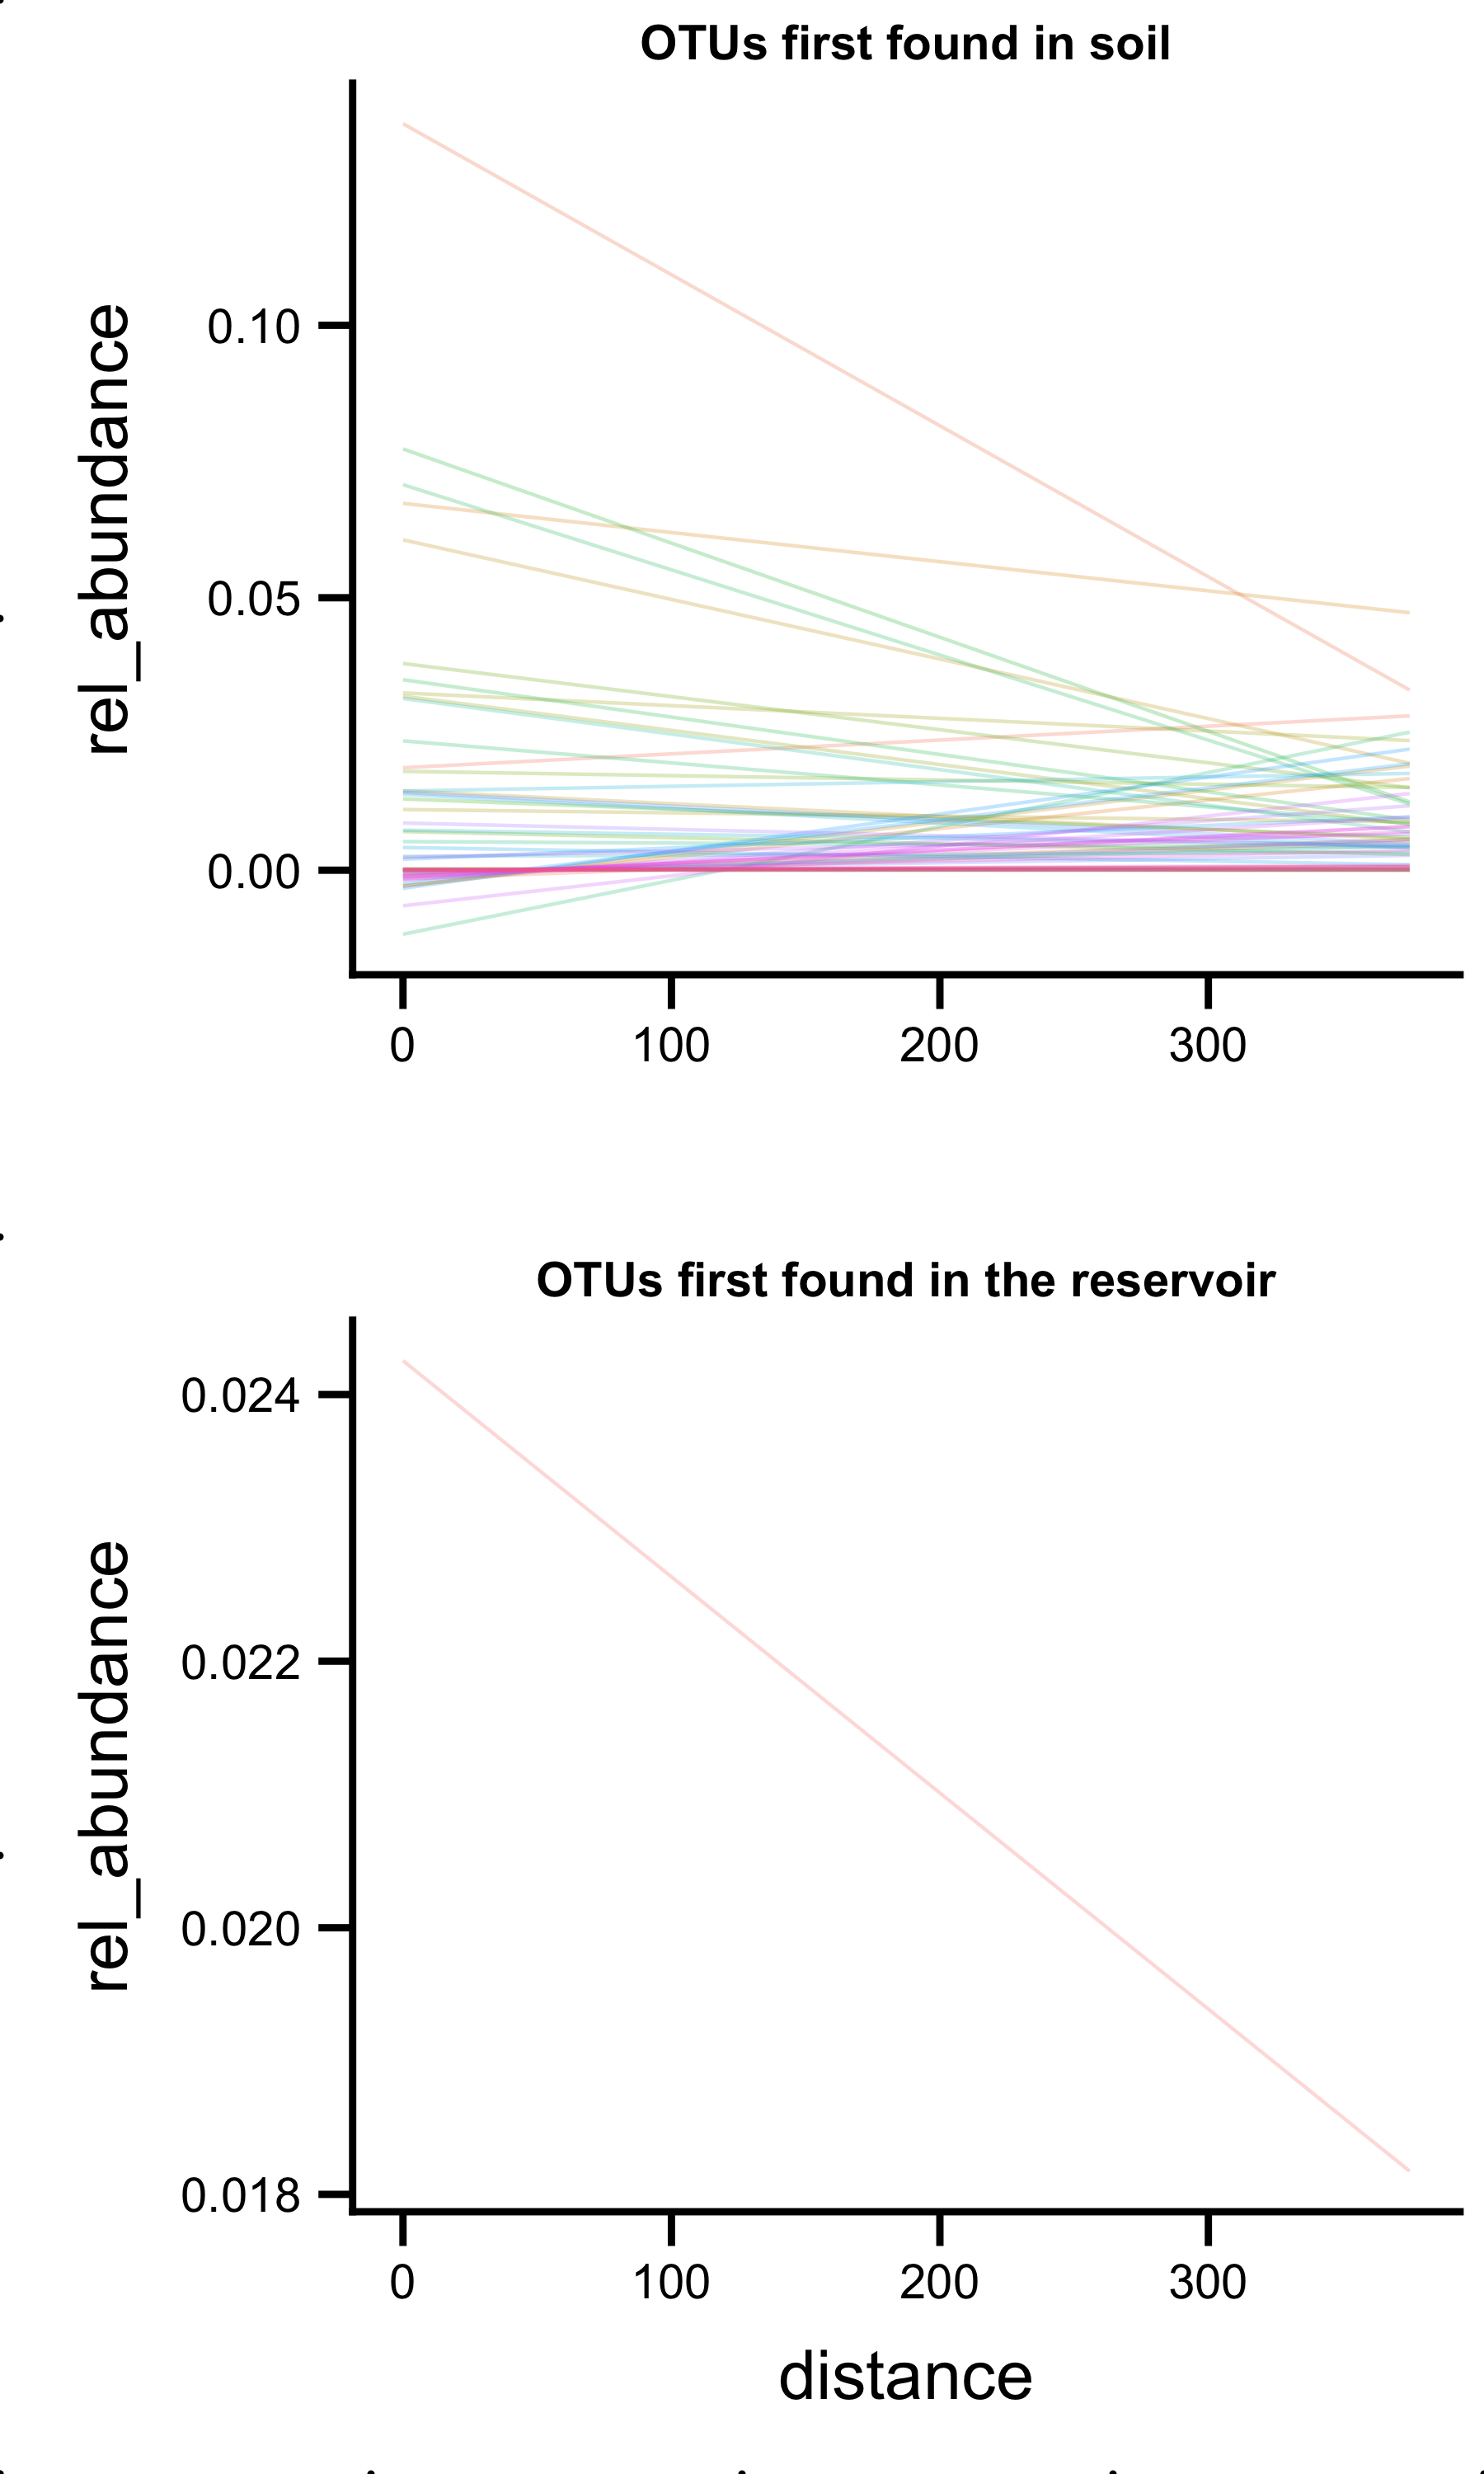 OTUs first found in soil
rel_abundance
0.10
0.05
0.00
0 100 200 300
OTUs first found in the reservoir
rel_abundance
0.024
0.022
0.020
0.018
0 100 200 300
distance